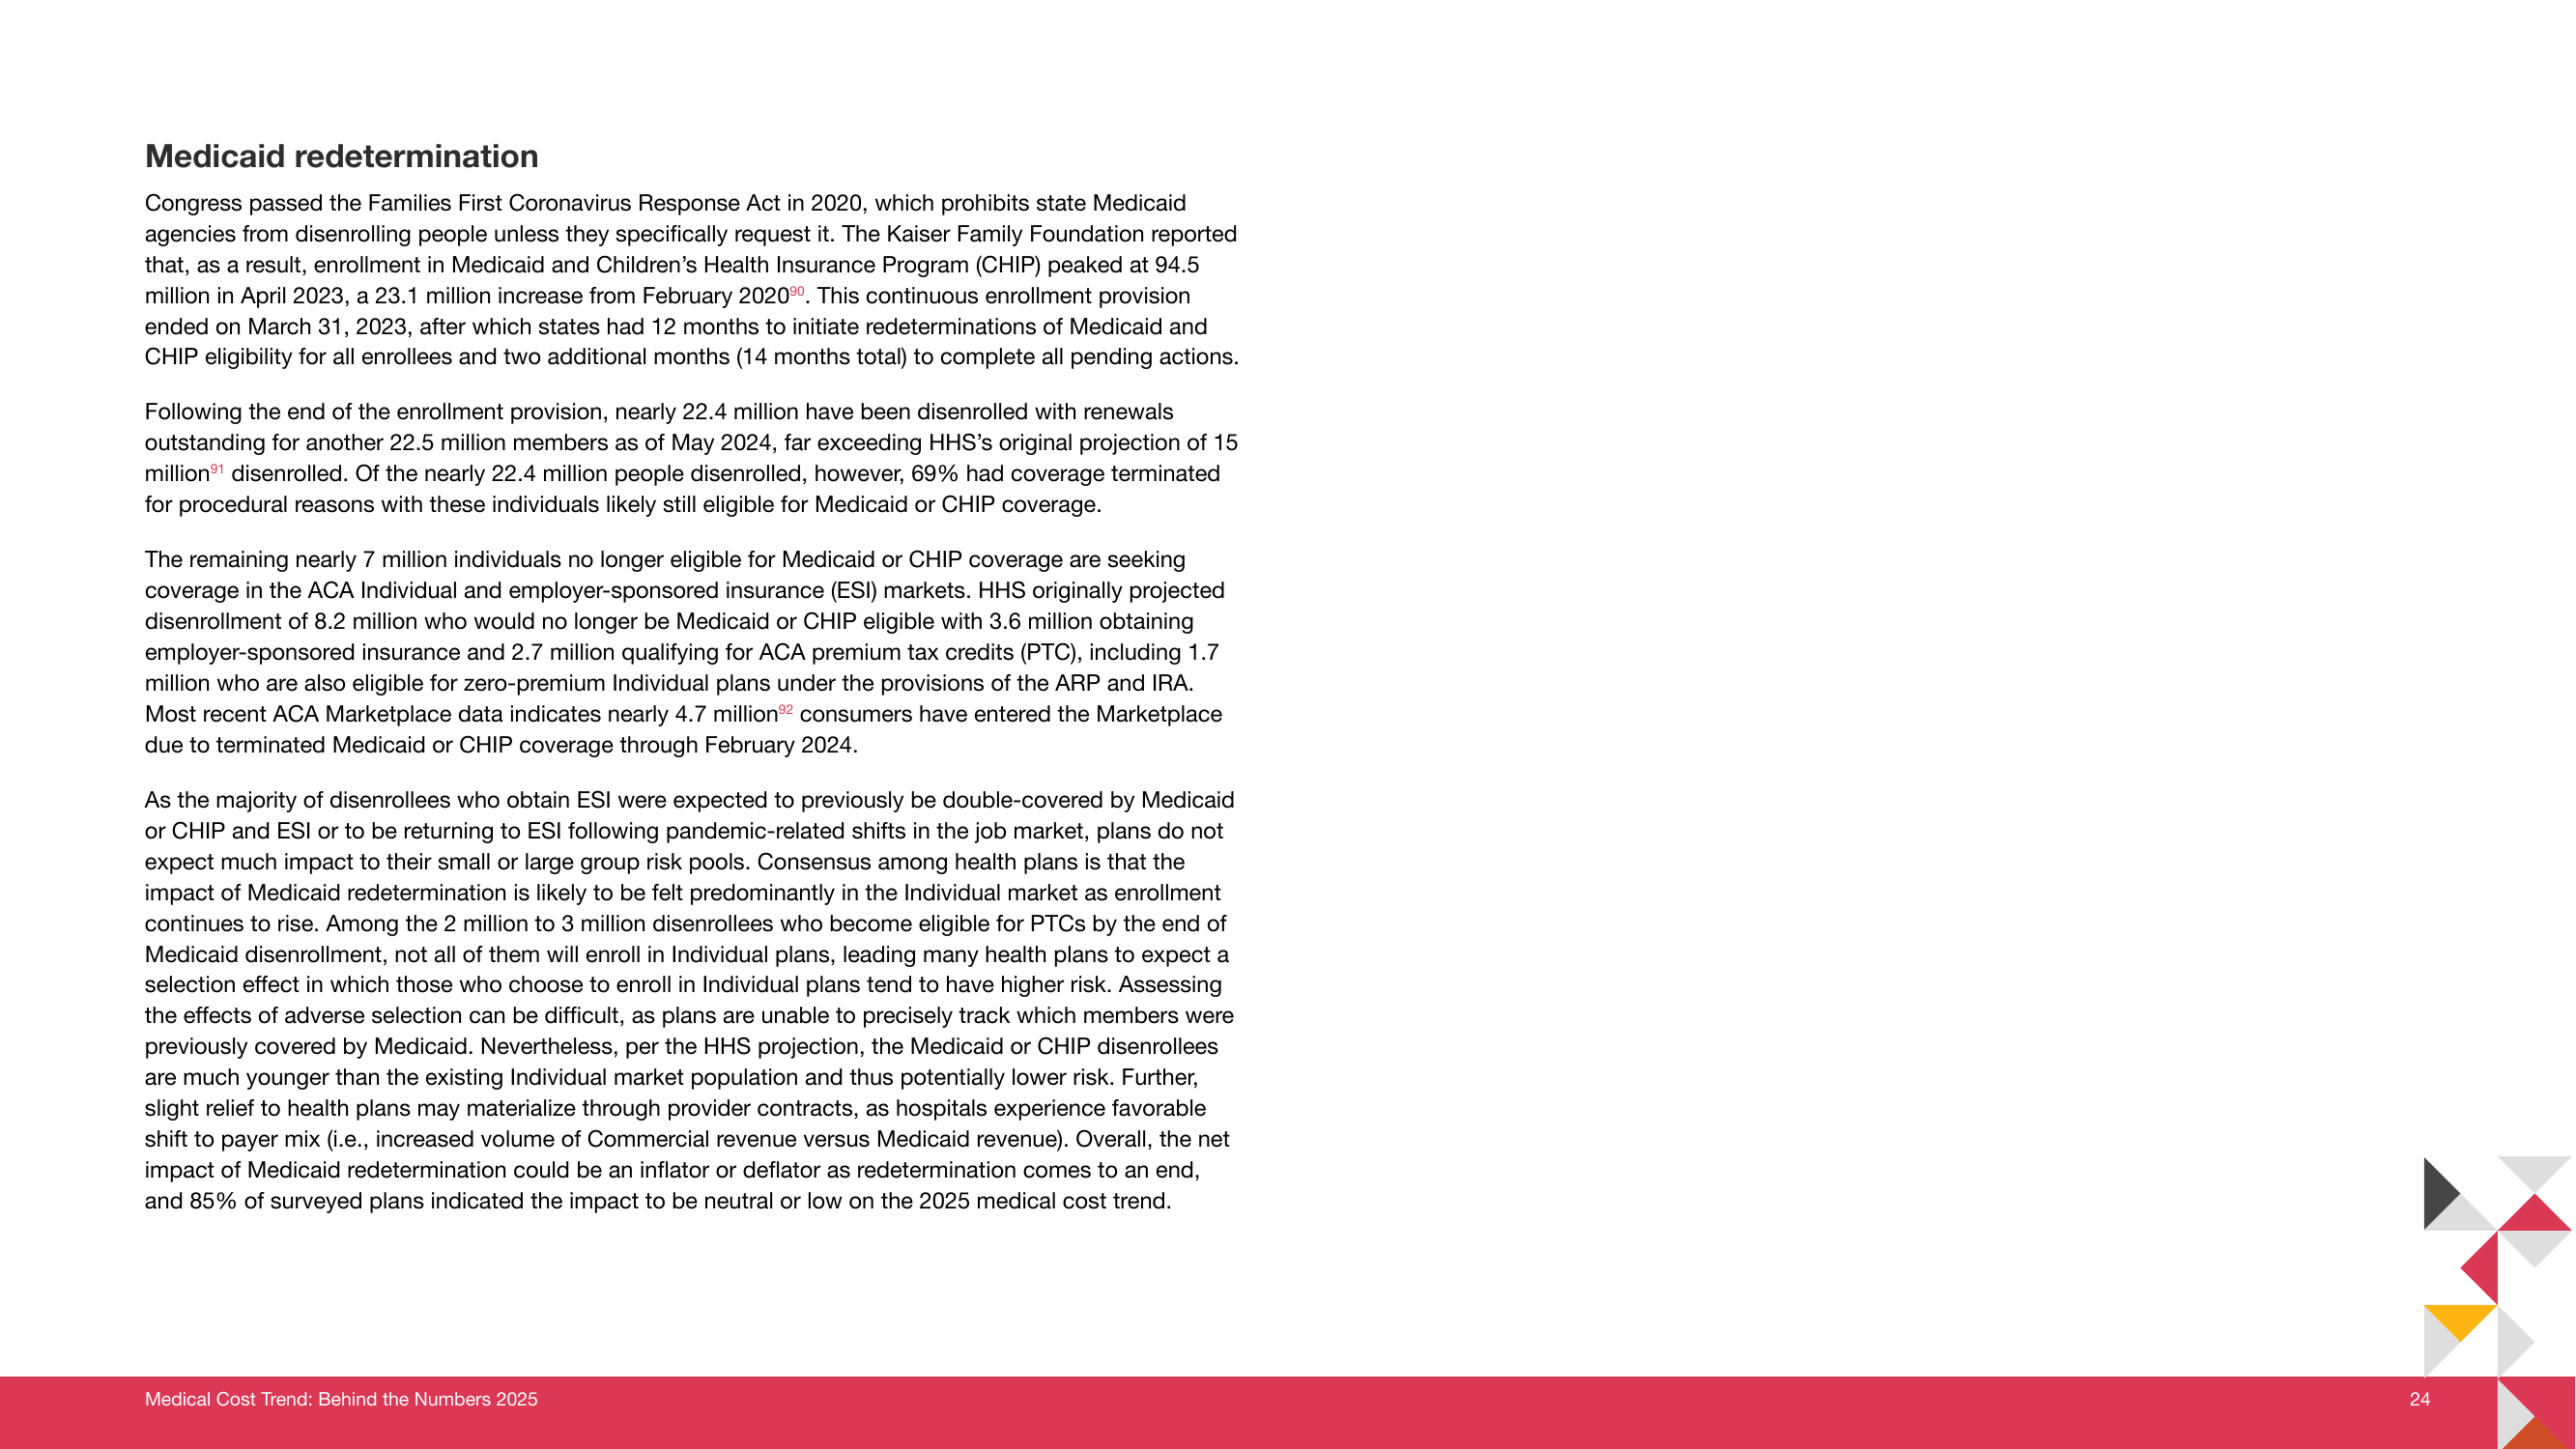 Medicaid redetermination
Congress passed the Families First Coronavirus Response Act in 2020, which prohibits state Medicaid
agencies from disenrolling people unless they specifically request it. The Kaiser Family Foundation reported
that, as a result, enrollment in Medicaid and Children’s Health Insurance Program (CHIP) peaked at 94.5
million in April 2023, a 23.1 million increase from February 202090. This continuous enrollment provision
ended on March 31, 2023, after which states had 12 months to initiate redeterminations of Medicaid and
CHIP eligibility for all enrollees and two additional months (14 months total) to complete all pending actions.
Following the end of the enrollment provision, nearly 22.4 million have been disenrolled with renewals
outstanding for another 22.5 million members as of May 2024, far exceeding HHS’s original projection of 15
million91 disenrolled. Of the nearly 22.4 million people disenrolled, however, 69% had coverage terminated
for procedural reasons with these individuals likely still eligible for Medicaid or CHIP coverage.
The remaining nearly 7 million individuals no longer eligible for Medicaid or CHIP coverage are seeking
coverage in the ACA Individual and employer-sponsored insurance (ESI) markets. HHS originally projected
disenrollment of 8.2 million who would no longer be Medicaid or CHIP eligible with 3.6 million obtaining
employer-sponsored insurance and 2.7 million qualifying for ACA premium tax credits (PTC), including 1.7
million who are also eligible for zero-premium Individual plans under the provisions of the ARP and IRA.
Most recent ACA Marketplace data indicates nearly 4.7 million92 consumers have entered the Marketplace
due to terminated Medicaid or CHIP coverage through February 2024.
As the majority of disenrollees who obtain ESI were expected to previously be double-covered by Medicaid
or CHIP and ESI or to be returning to ESI following pandemic-related shifts in the job market, plans do not
expect much impact to their small or large group risk pools. Consensus among health plans is that the
impact of Medicaid redetermination is likely to be felt predominantly in the Individual market as enrollment
continues to rise. Among the 2 million to 3 million disenrollees who become eligible for PTCs by the end of
Medicaid disenrollment, not all of them will enroll in Individual plans, leading many health plans to expect a
selection effect in which those who choose to enroll in Individual plans tend to have higher risk. Assessing
the effects of adverse selection can be difficult, as plans are unable to precisely track which members were
previously covered by Medicaid. Nevertheless, per the HHS projection, the Medicaid or CHIP disenrollees
are much younger than the existing Individual market population and thus potentially lower risk. Further,
slight relief to health plans may materialize through provider contracts, as hospitals experience favorable
shift to payer mix (i.e., increased volume of Commercial revenue versus Medicaid revenue). Overall, the net
impact of Medicaid redetermination could be an inflator or deflator as redetermination comes to an end,
and 85% of surveyed plans indicated the impact to be neutral or low on the 2025 medical cost trend.
Medical Cost Trend: Behind the Numbers 2025
24